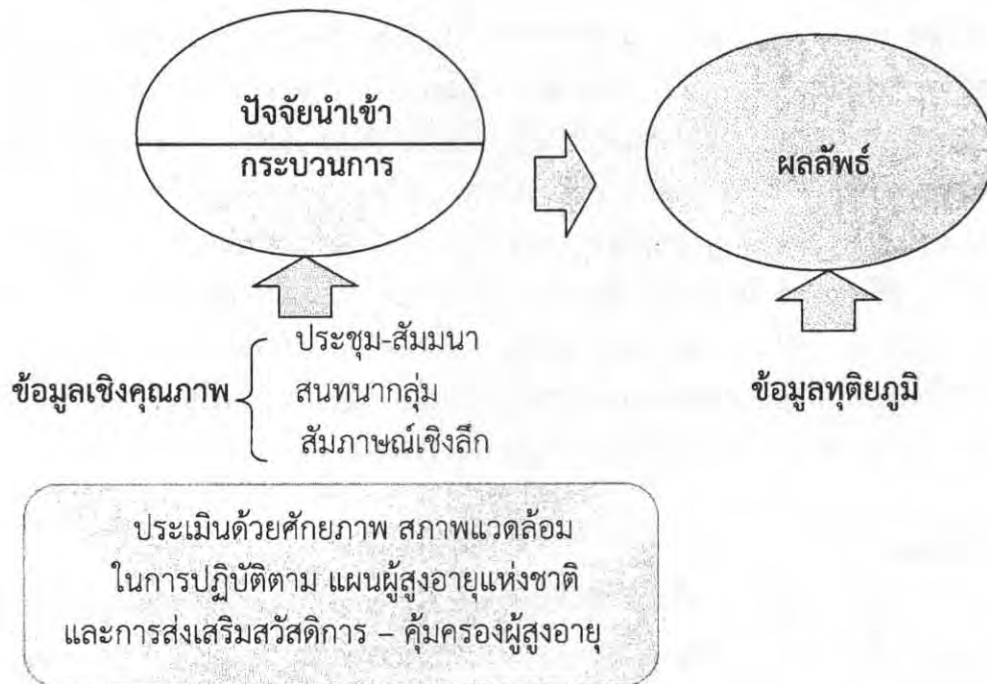 ปัจจัยนำเข้า
กระบวนการ
ผลลัพธ์
ประชุม-สัมมนา
ข้อมูลเชิงคุณภาพ
สนทนากลุ่ม
สัมภาษณ์เชิงลึก
ข้อมูลทุติยภูมิ
ประเมินด้วยศักยภาพ สภาพแวดล้อม
ในการปฏิบัติตาม แผนผู้สูงอายุแห่งชาติ
และการส่งเสริมสวัสดิการ – คุ้มครองผู้สูงอายุ